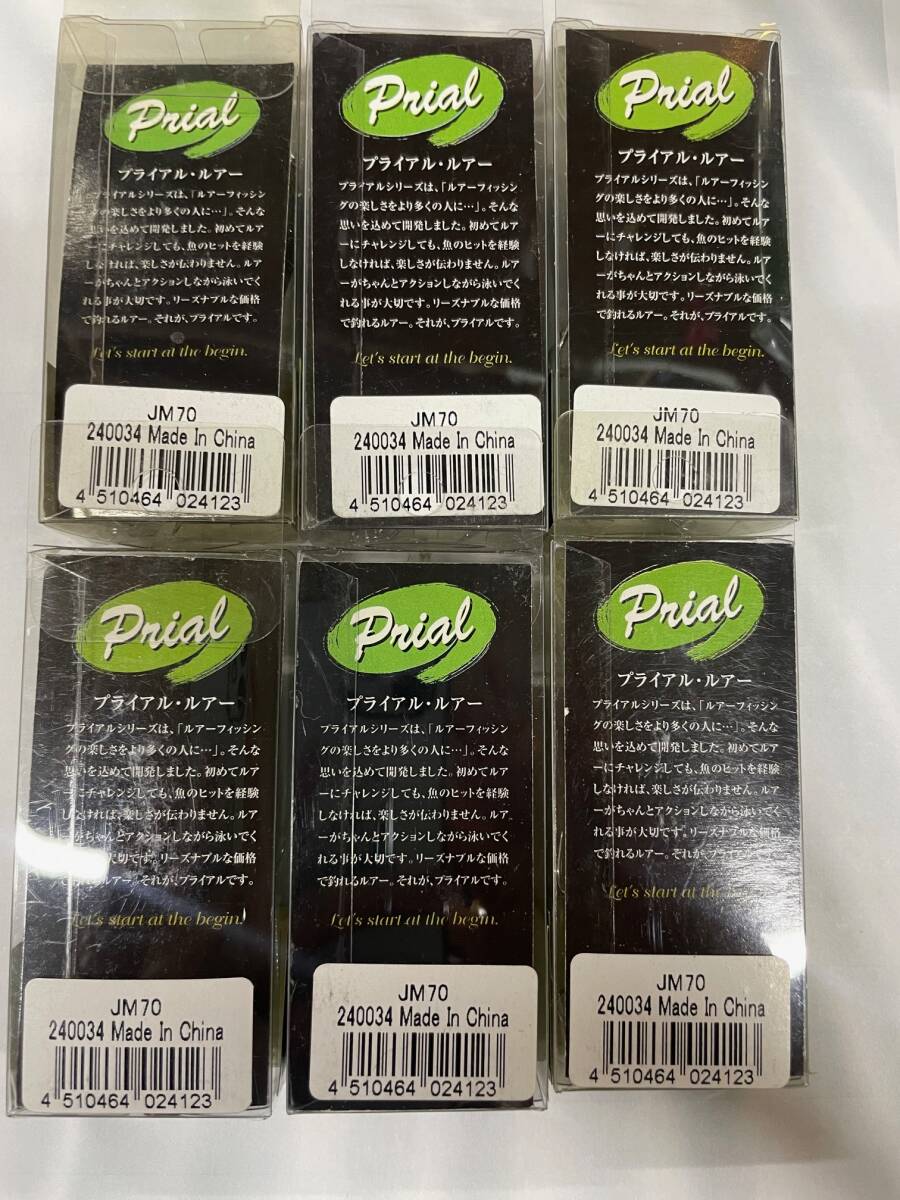 Prial
プライアル・ルアー
プライアルシリーズは、「ルアーフィッシン
グの楽しさをより多くの人に…」。そんな
思いを込めて開発しました。初めてルア
ーにチャレンジしても、魚のヒットを経験
しなければ、楽しさが伝わりません。ルア
ーがちゃんとアクションしながら泳いでく
れる事が大切です。リーズナブルな価格
で釣れるルアー。それが、プライアルです。
Let's start at the begin.
JM70
240034 Made In China
4 510464 024123
Prial
プライアル・ルアー
プライアルシリーズは、「ルアーフィッシン
グの楽しさをより多くの人に…」。そんな
思いを込めて開発しました。初めてルア
ーにチャレンジしても、魚のヒットを経験
しなければ、楽しさが伝わりません。ルア
ーがちゃんとアクションしながら泳いでく
れる事が大切です。リーズナブルな価格
で釣れるルアー。それが、プライアルです。
Let's start at the begin.
JM70
240034 Made In China
4 510464 024123
Prial
プライアル・ルアー
プライアルシリーズは、「ルアーフィッシン
グの楽しさをより多くの人に…」。そんな
思いを込めて開発しました。初めてルア
ーにチャレンジしても、魚のヒットを経験
しなければ、楽しさが伝わりません。ルア
ーがちゃんとアクションしながら泳いでく
れる事が大切です。リーズナブルな価格
で釣れるルアー。それが、プライアルです。
Let's start at the begin.
JM70
240034 Made In China
4 510464 024123
Prial
プライアル・ルアー
プライアルシリーズは、「ルアーフィッシン
グの楽しさをより多くの人に…」。そんな
思いを込めて開発しました。初めてルア
ーにチャレンジしても、魚のヒットを経験
しなければ、楽しさが伝わりません。ルア
ーがちゃんとアクションしながら泳いでく
大切です。リーズナブルな価格
るルアー。それが、プライアルです。
Let's start at the begin.
JM70
240034 Made In China
4 510464 024123
Prial
プライアル・ルアー
プライアルシリーズは、「ルアーフィッシン
グの楽しさをより多くの人に…」。そんな
思いを込めて開発しました。初めてルア
ーにチャレンジしても、魚のヒットを経験
しなければ、楽しさが伝わりません。ルア
ーがちゃんとアクションしながら泳いでく
れる事が大切です。リーズナブルな価格
で釣れるルアー。それが、プライアルです。
Let's start at the begin.
JM70
240034 Made In China
4 510464 024123
Prial
プライアル・ルアー
プライアルシリーズは、「ルアーフィッシン
グの楽しさをより多くの人に…」。そんな
思いを込めて開発しました。初めてルア
ーにチャレンジしても、魚のヒットを経験
しなければ、楽しさが伝わりません。ルア
ーがちゃんとアクションしながら泳いでく
れる事が大切です。リーズナブルな価格
で釣れるルアー。それが、プライアルです。
Let's start at the begin.
JM70
240034 Made In China
4 510464 024123